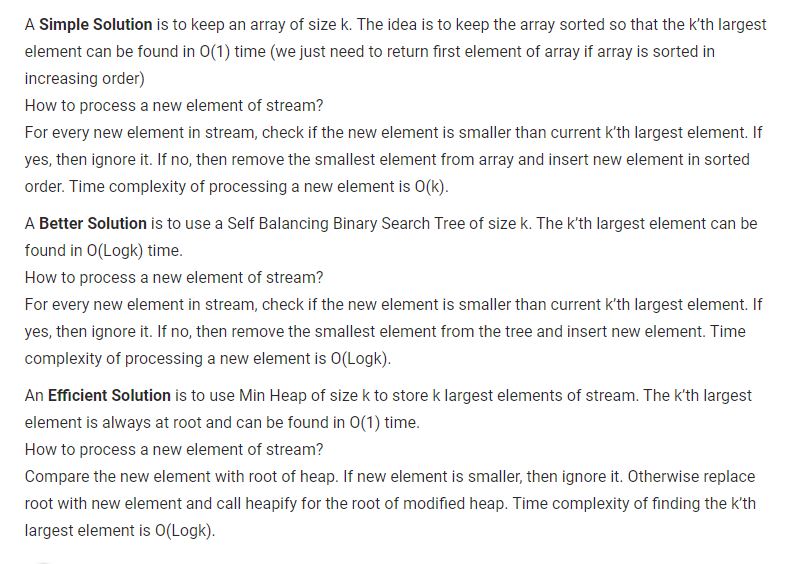 A Simple Solution is to keep an array of size k. The idea is to keep the array sorted so that the k’th largest
element can be found in O(1) time (we just need to return first element of array if array is sorted in
increasing order)
How to process a new element of stream?
For every new element in stream, check if the new element is smaller than current k’th largest element. If
yes, then ignore it. If no, then remove the smallest element from array and insert new element in sorted
order. Time complexity of processing a new element is O(k).
A Better Solution is to use a Self Balancing Binary Search Tree of size k. The k’th largest element can be
found in O(Logk) time.
How to process a new element of stream?
For every new element in stream, check if the new element is smaller than current k’th largest element. If
yes, then ignore it. If no, then remove the smallest element from the tree and insert new element. Time
complexity of processing a new element is O(Logk).
An Efficient Solution is to use Min Heap of size k to store k largest elements of stream. The k’th largest
element is always at root and can be found in O(1) time.
How to process a new element of stream?
Compare the new element with root of heap. If new element is smaller, then ignore it. Otherwise replace
root with new element and call heapify for the root of modified heap. Time complexity of finding the k’th
largest element is O(Logk).